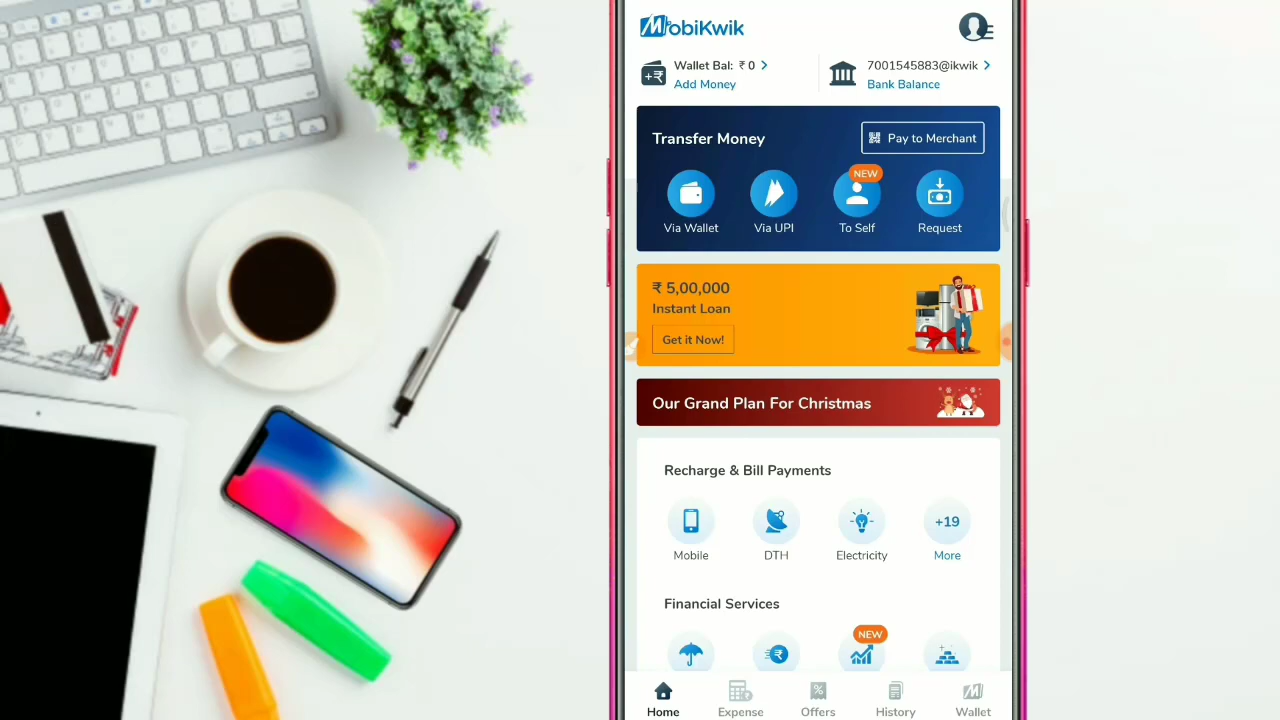 MobiKwik
Wallet Bal: ₹ 0
Add Money
7001545883@ikwik
Bank Balance
Transfer Money
Pay to Merchant
NEW
Via Wallet
Via UPI
To Self
Request
₹ 5,00,000
Instant Loan
Get it Now!
Our Grand Plan For Christmas
Recharge & Bill Payments
+19
Mobile
DTH
Electricity
More
Financial Services
NEW
Home
Expense
Offers
History
Wallet